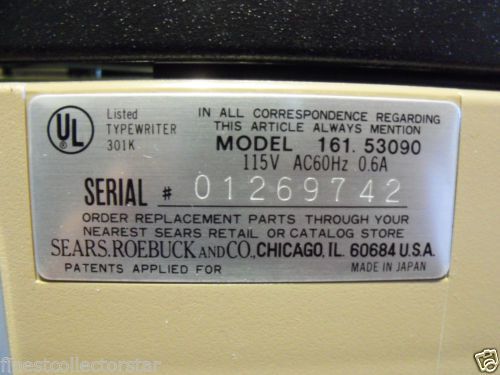 UL ® Listed TYPEWRITER 301K
IN ALL CORRESPONDENCE REGARDING
THIS ARTICLE ALWAYS MENTION
MODEL 161. 53090
115V AC60Hz 0.6A
SERIAL # 01269742
ORDER REPLACEMENT PARTS THROUGH YOUR
NEAREST SEARS RETAIL OR CATALOG STORE
SEARS, ROEBUCK AND CO., CHICAGO, IL. 60684 U.S.A.
PATENTS APPLIED FOR MADE IN JAPAN
finestcollectorstar